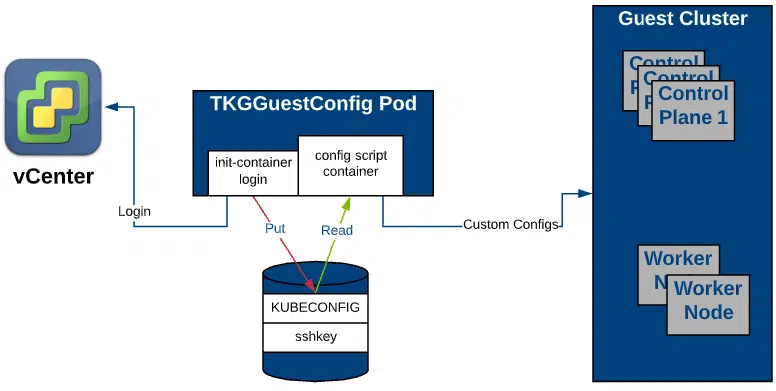 Guest Cluster
Control
P
Control
P
Control
Plane 1
TKGGuestConfig Pod
init-container
login
config script
container
vCenter
Login
Put
Read
Custom Configs
KUBECONFIG
sshkey
Worker
N
Worker
Node